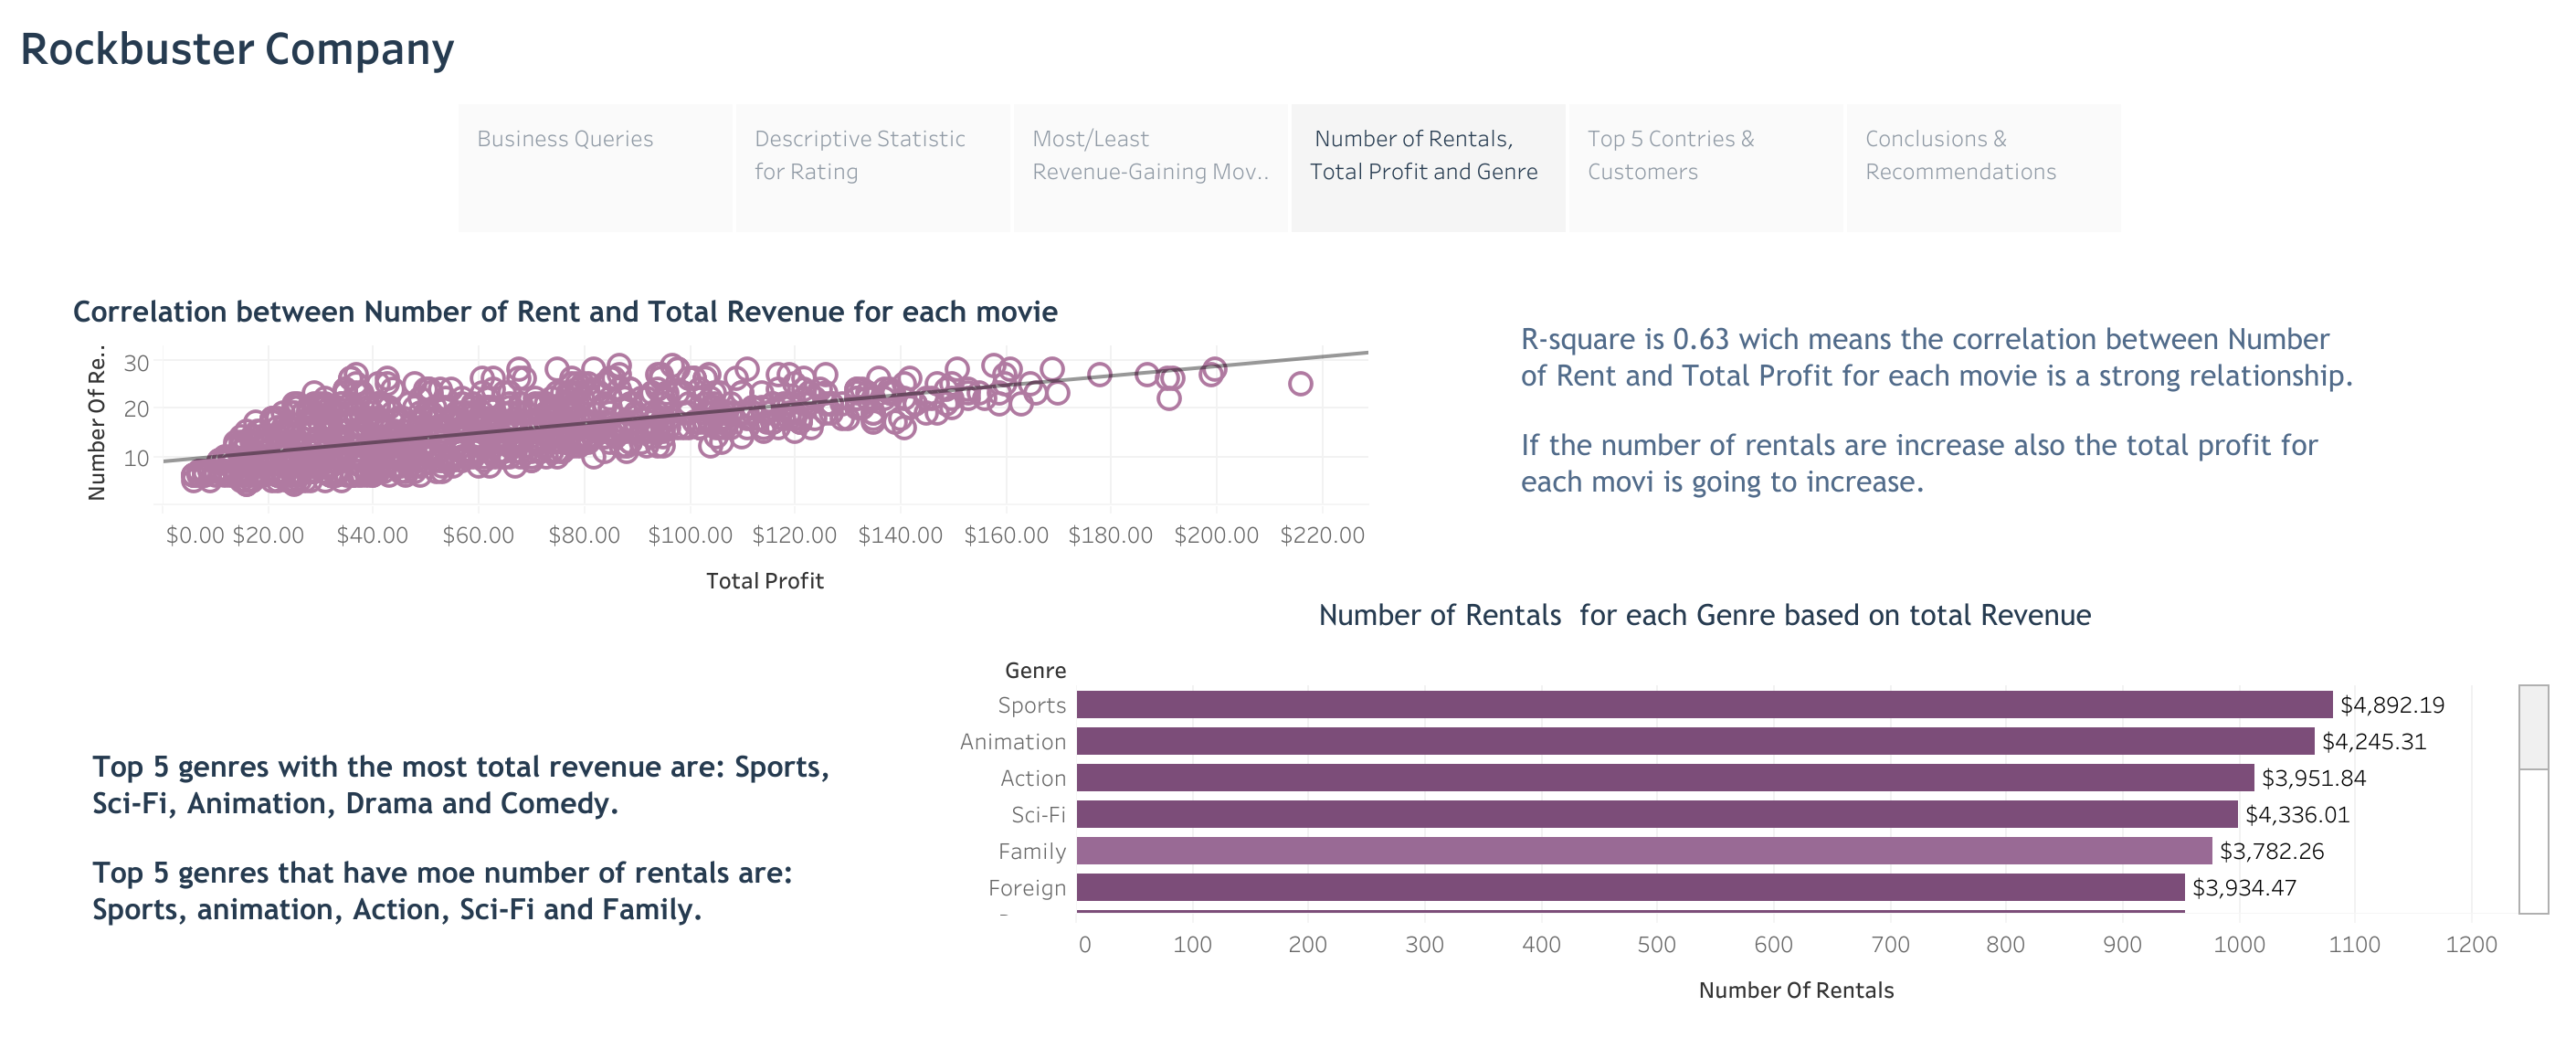 Rockbuster Company
Business Queries
Descriptive Statistic
for Rating
Most/Least
Revenue-Gaining Mov..
Number of Rentals,
Total Profit and Genre
Top 5 Contries &
Customers
Conclusions &
Recommendations
Correlation between Number of Rent and Total Revenue for each movie
Number Of Re..
30
20
10
$0.00 $20.00 $40.00 $60.00 $80.00 $100.00 $120.00 $140.00 $160.00 $180.00 $200.00 $220.00
Total Profit
R-square is 0.63 wich means the correlation between Number
of Rent and Total Profit for each movie is a strong relationship.
If the number of rentals are increase also the total profit for
each movi is going to increase.
Top 5 genres with the most total revenue are: Sports,
Sci-Fi, Animation, Drama and Comedy.
Top 5 genres that have moe number of rentals are:
Sports, animation, Action, Sci-Fi and Family.
Number of Rentals  for each Genre based on total Revenue
Genre
Sports $4,892.19
Animation $4,245.31
Action $3,951.84
Sci-Fi $4,336.01
Family $3,782.26
Foreign $3,934.47
0 100 200 300 400 500 600 700 800 900 1000 1100 1200
Number Of Rentals